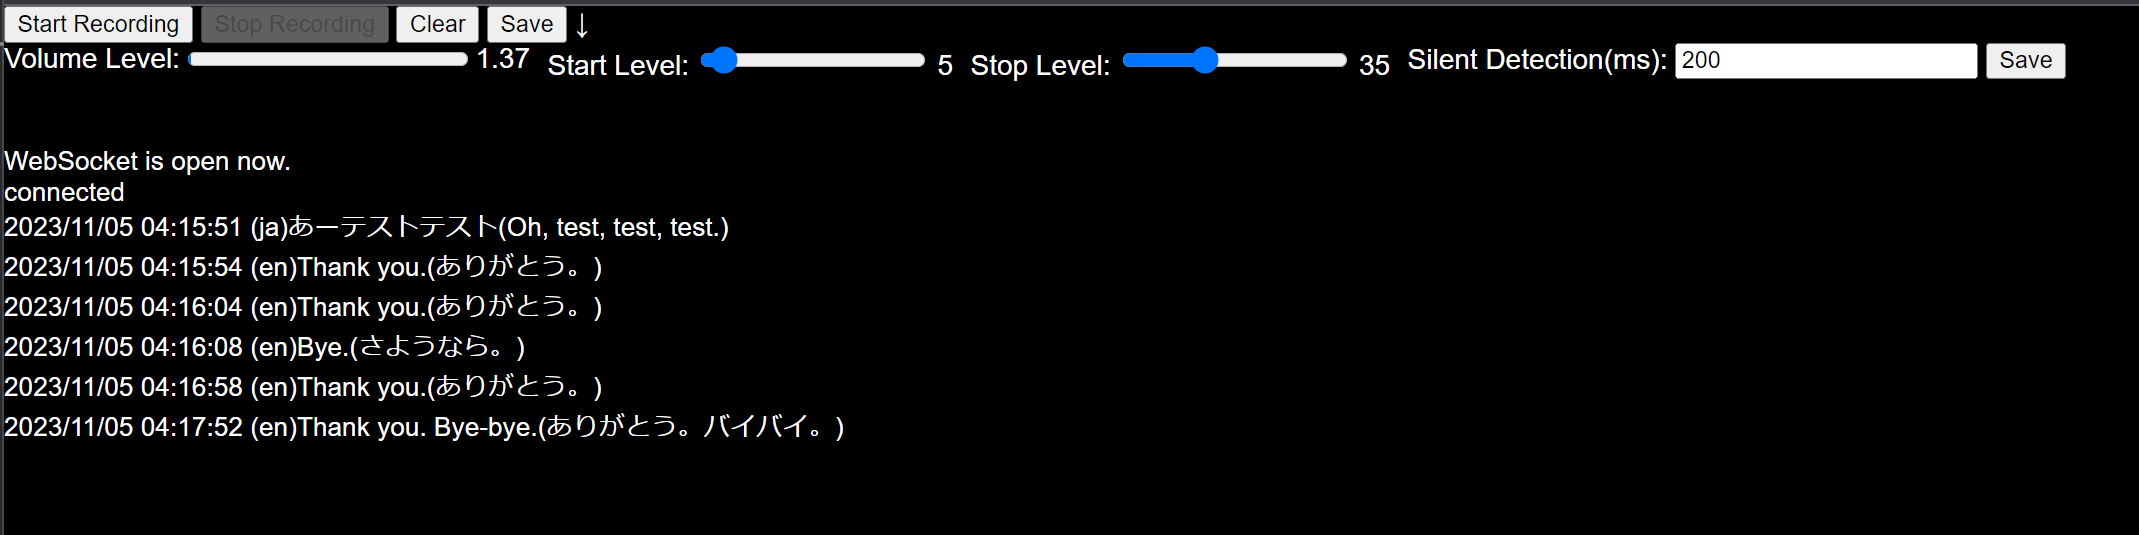 Start Recording Stop Recording Clear Save ↓
Volume Level: 1.37 Start Level: 5 Stop Level: 35 Silent Detection(ms): 200 Save
WebSocket is open now.
connected
2023/11/05 04:15:51 (ja)あーテストテスト(Oh, test, test, test.)
2023/11/05 04:15:54 (en)Thank you.(ありがとう。)
2023/11/05 04:16:04 (en)Thank you.(ありがとう。)
2023/11/05 04:16:08 (en)Bye.(さようなら。)
2023/11/05 04:16:58 (en)Thank you.(ありがとう。)
2023/11/05 04:17:52 (en)Thank you. Bye-bye.(ありがとう。バイバイ。)